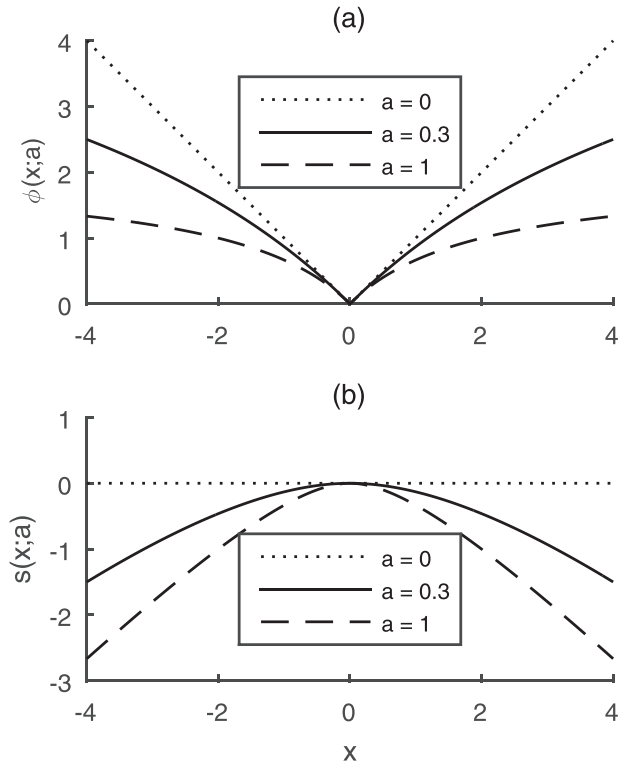 (a)
ϕ(x;a)
4
3
2
1
0
a = 0
a = 0.3
a = 1
-4 -2 0 2 4
(b)
s(x;a)
1
0
-1
-2
-3
a = 0
a = 0.3
a = 1
-4 -2 0 2 4
x